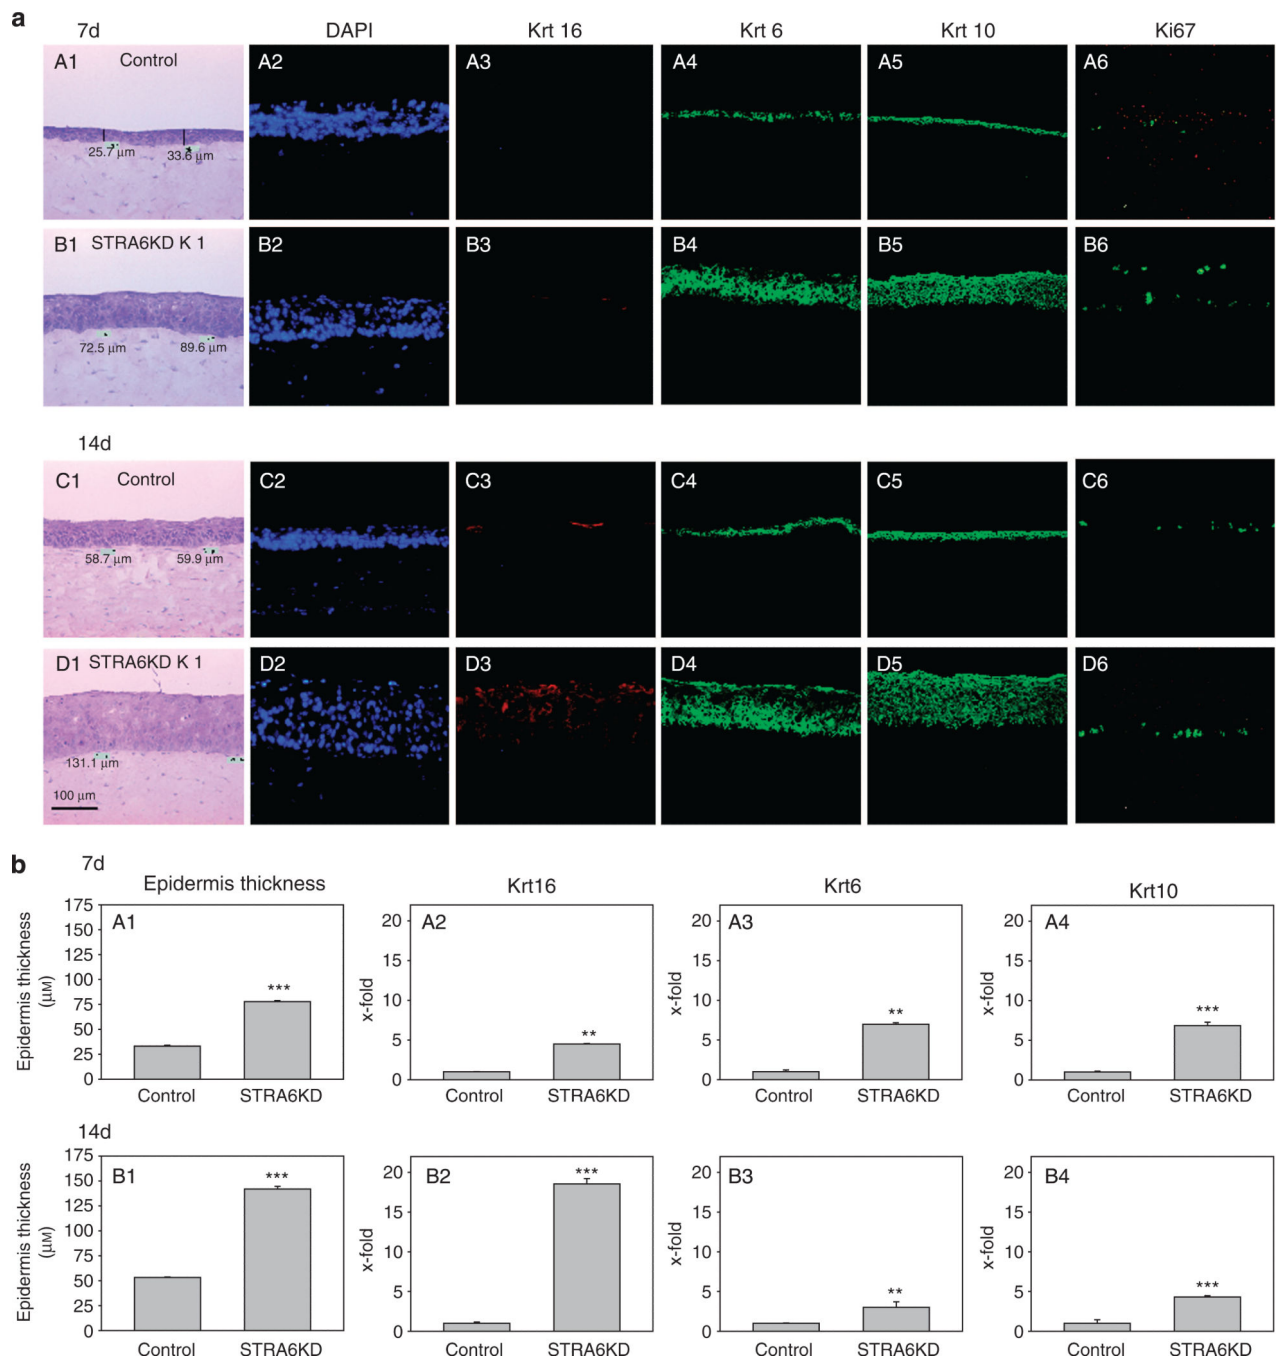 a
7d DAPI Krt 16 Krt 6 Krt 10 Ki67
A1 Control A2 A3 A4 A5 A6
25.7 µm 33.6 µm
B1 STRA6KD K 1 B2 B3 B4 B5 B6
72.5 µm 89.6 µm
14d
C1 Control C2 C3 C4 C5 C6
58.7 µm 59.9 µm
D1 STRA6KD K 1 D2 D3 D4 D5 D6
131.1 µm
100 µm
b
7d
Epidermis thickness Krt16 Krt6 Krt10
A1 A2 A3 A4
Epidermis thickness (µM) x-fold x-fold x-fold
175 150 125 100 75 50 25 0
20 15 10 5 0
20 15 10 5 0
20 15 10 5 0
*** ** ** ***
Control STRA6KD Control STRA6KD Control STRA6KD Control STRA6KD
14d
B1 B2 B3 B4
Epidermis thickness (µM) x-fold x-fold x-fold
175 150 125 100 75 50 25 0
20 15 10 5 0
20 15 10 5 0
20 15 10 5 0
*** *** ** ***
Control STRA6KD Control STRA6KD Control STRA6KD Control STRA6KD